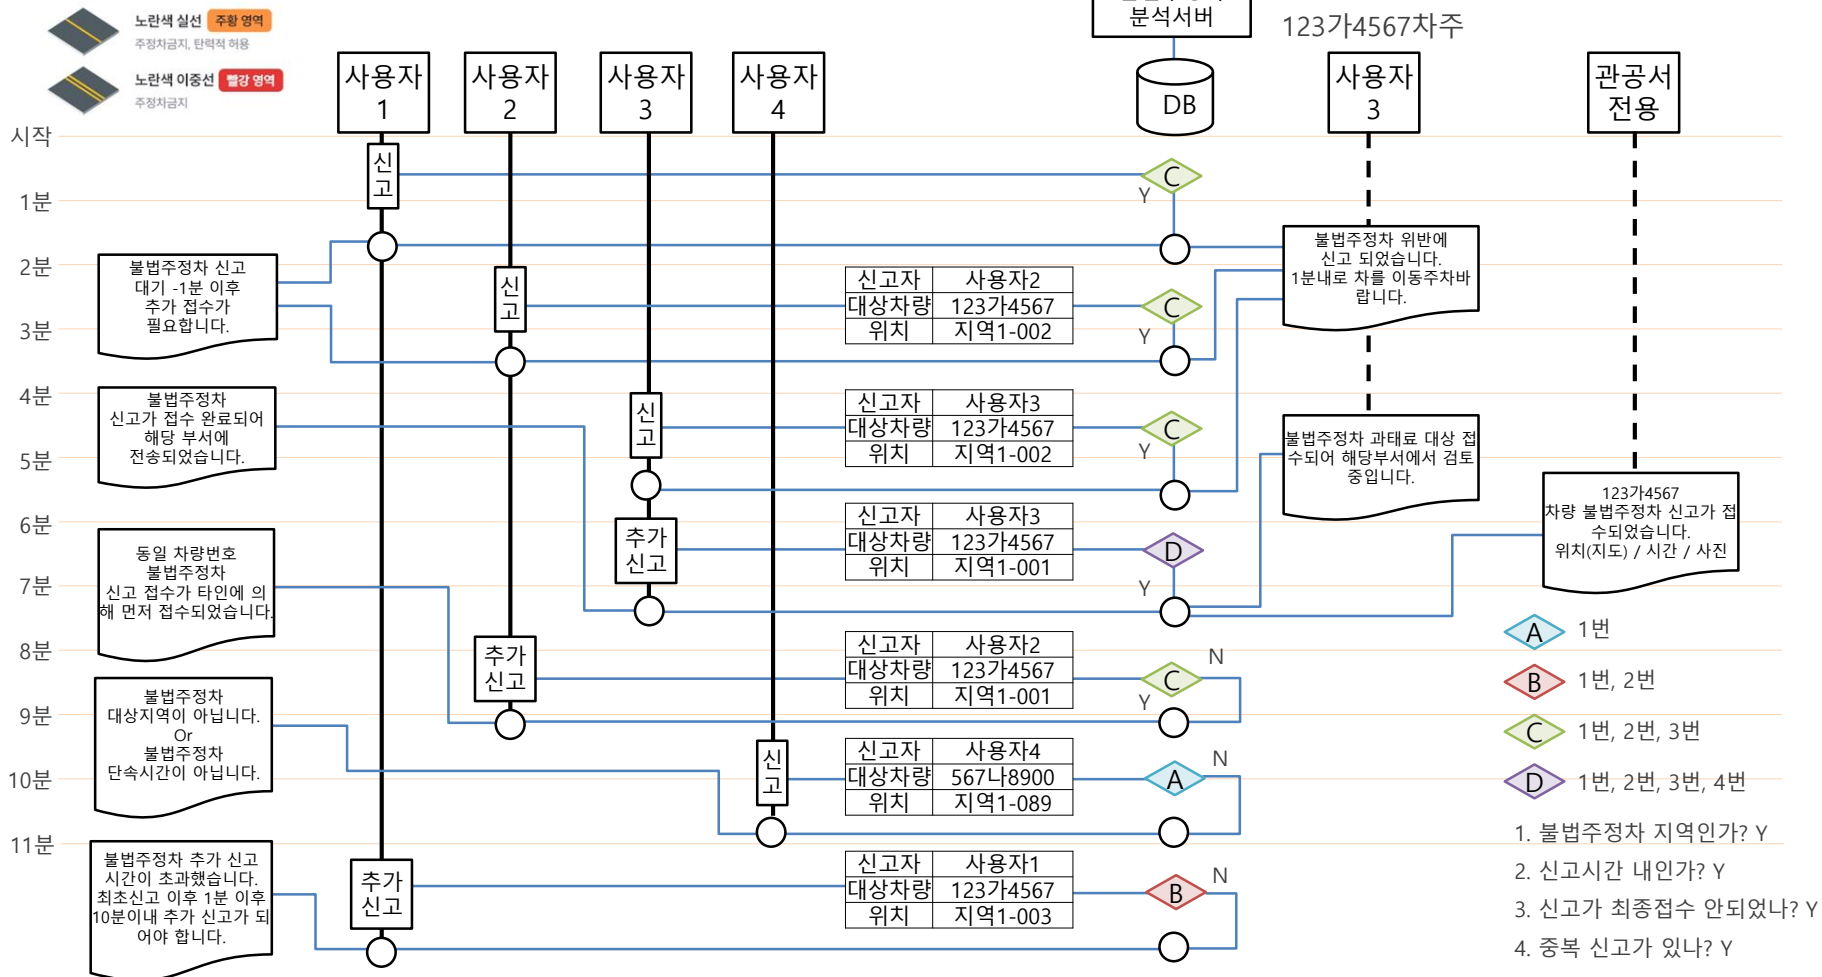 노란색 실선 주황 영역
주정차금지, 탄력적 허용
노란색 이중선 빨강 영역
주정차금지
분석서버
123가4567차주
사용자
1
사용자
2
사용자
3
사용자
4
DB
사용자
3
관공서
전용
시작
1분
2분
3분
4분
5분
6분
7분
8분
9분
10분
11분
신
고
C
Y
불법주정차 신고
대기 -1분 이후
추가 접수가
필요합니다.
불법주정차 위반에
신고 되었습니다.
1분내로 차를 이동주차바
랍니다.
신
고
신고자 사용자2
대상차량 123가4567
위치 지역1-002
C
Y
불법주정차
신고가 접수 완료되어
해당 부서에
전송되었습니다.
신
고
신고자 사용자3
대상차량 123가4567
위치 지역1-002
C
Y
불법주정차 과태료 대상 접
수되어 해당부서에서 검토
중입니다.
123가4567
차량 불법주정차 신고가 접
수되었습니다.
위치(지도) / 시간 / 사진
추가
신고
신고자 사용자3
대상차량 123가4567
위치 지역1-001
D
Y
동일 차량번호
불법주정차
신고 접수가 타인에 의
해 먼저 접수되었습니다.
추가
신고
신고자 사용자2
대상차량 123가4567
위치 지역1-001
C
N
Y
불법주정차
대상지역이 아닙니다.
Or
불법주정차
단속시간이 아닙니다.
신
고
신고자 사용자4
대상차량 567나8900
위치 지역1-089
A
N
불법주정차 추가 신고
시간이 초과했습니다.
최초신고 이후 1분 이후
10분이내 추가 신고가 되
어야 합니다.
추가
신고
신고자 사용자1
대상차량 123가4567
위치 지역1-003
B
N
A 1번
B 1번, 2번
C 1번, 2번, 3번
D 1번, 2번, 3번, 4번
1. 불법주정차 지역인가? Y
2. 신고시간 내인가? Y
3. 신고가 최종접수 안되었나? Y
4. 중복 신고가 있나? Y